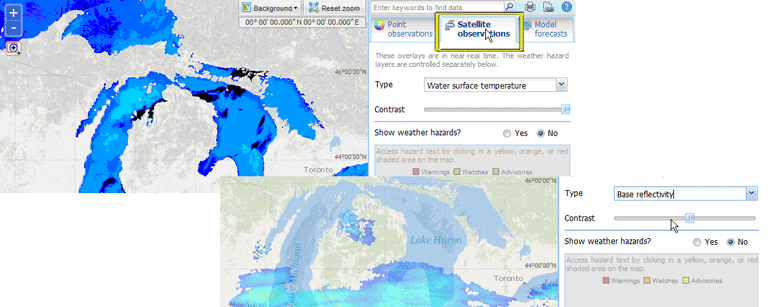 Background
Reset zoom
00° 00' 00.000" N 00° 00' 00.000" E
46°00'00"N
Toronto
44°00'00"N
Enter keywords to find data.
Point observations
Satellite observations
Model forecasts
These overlays are in near-real time. The weather hazard
layers are controlled separately below.
Type
Water surface temperature
Contrast
Show weather hazards?
Yes
No
Access hazard text by clicking in a yellow, orange, or red
shaded area on the map.
Warnings
Watches
Advisories
46°00'00"N
Lake Huron
Lake Michigan
Toronto
44°00'00"N
Milwaukee
Type
Base reflectivity
Contrast
Show weather hazards?
Yes
No
Access hazard text by clicking in a yellow, orange, or red
shaded area on the map.
Warnings
Watches
Advisories